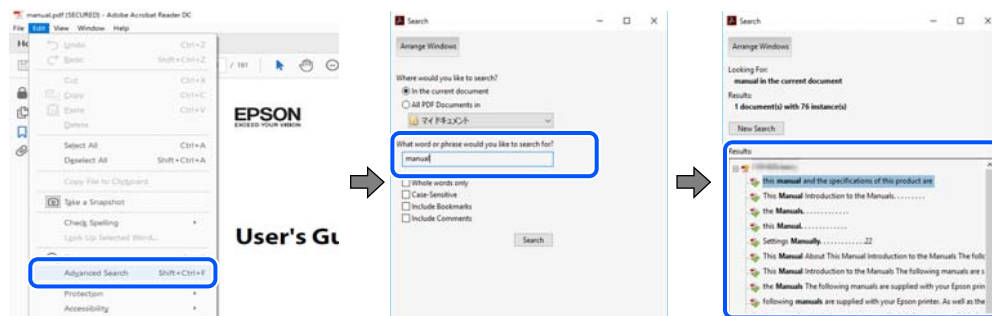 manual.pdf (SECURED) - Adobe Acrobat Reader DC
File Edit View Window Help
Undo Ctrl+Z
Redo Shift+Ctrl+Z
Cut Ctrl+X
Copy Ctrl+C
Paste Ctrl+V
Delete
Select All Ctrl+A
Deselect All Shift+Ctrl+A
Copy File to Clipboard
Take a Snapshot
Check Spelling
Look Up Selected Word...
Advanced Search Shift+Ctrl+F
Protection
Accessibility
/ 181
EPSON
EXCEED YOUR VISION
User's Gu
Search
Arrange Windows
Where would you like to search?
In the current document
All PDF Documents in
マイ ドキュメント
What word or phrase would you like to search for?
manual
Whole words only
Case-Sensitive
Include Bookmarks
Include Comments
Search
Search
Arrange Windows
Looking For:
manual in the current document
Results:
1 document(s) with 76 instance(s)
New Search
Results:
this manual and the specifications of this product are
This Manual Introduction to the Manuals. . . . . . . .
the Manuals. . . . . . . . . . . .
this Manual. . . . . . . . . . . .
Settings Manually. . . . . . . . . . . . 22
This Manual About This Manual Introduction to the Manuals The follo
This Manual Introduction to the Manuals The following manuals are s
the Manuals The following manuals are supplied with your Epson prin
following manuals are supplied with your Epson printer. As well as the